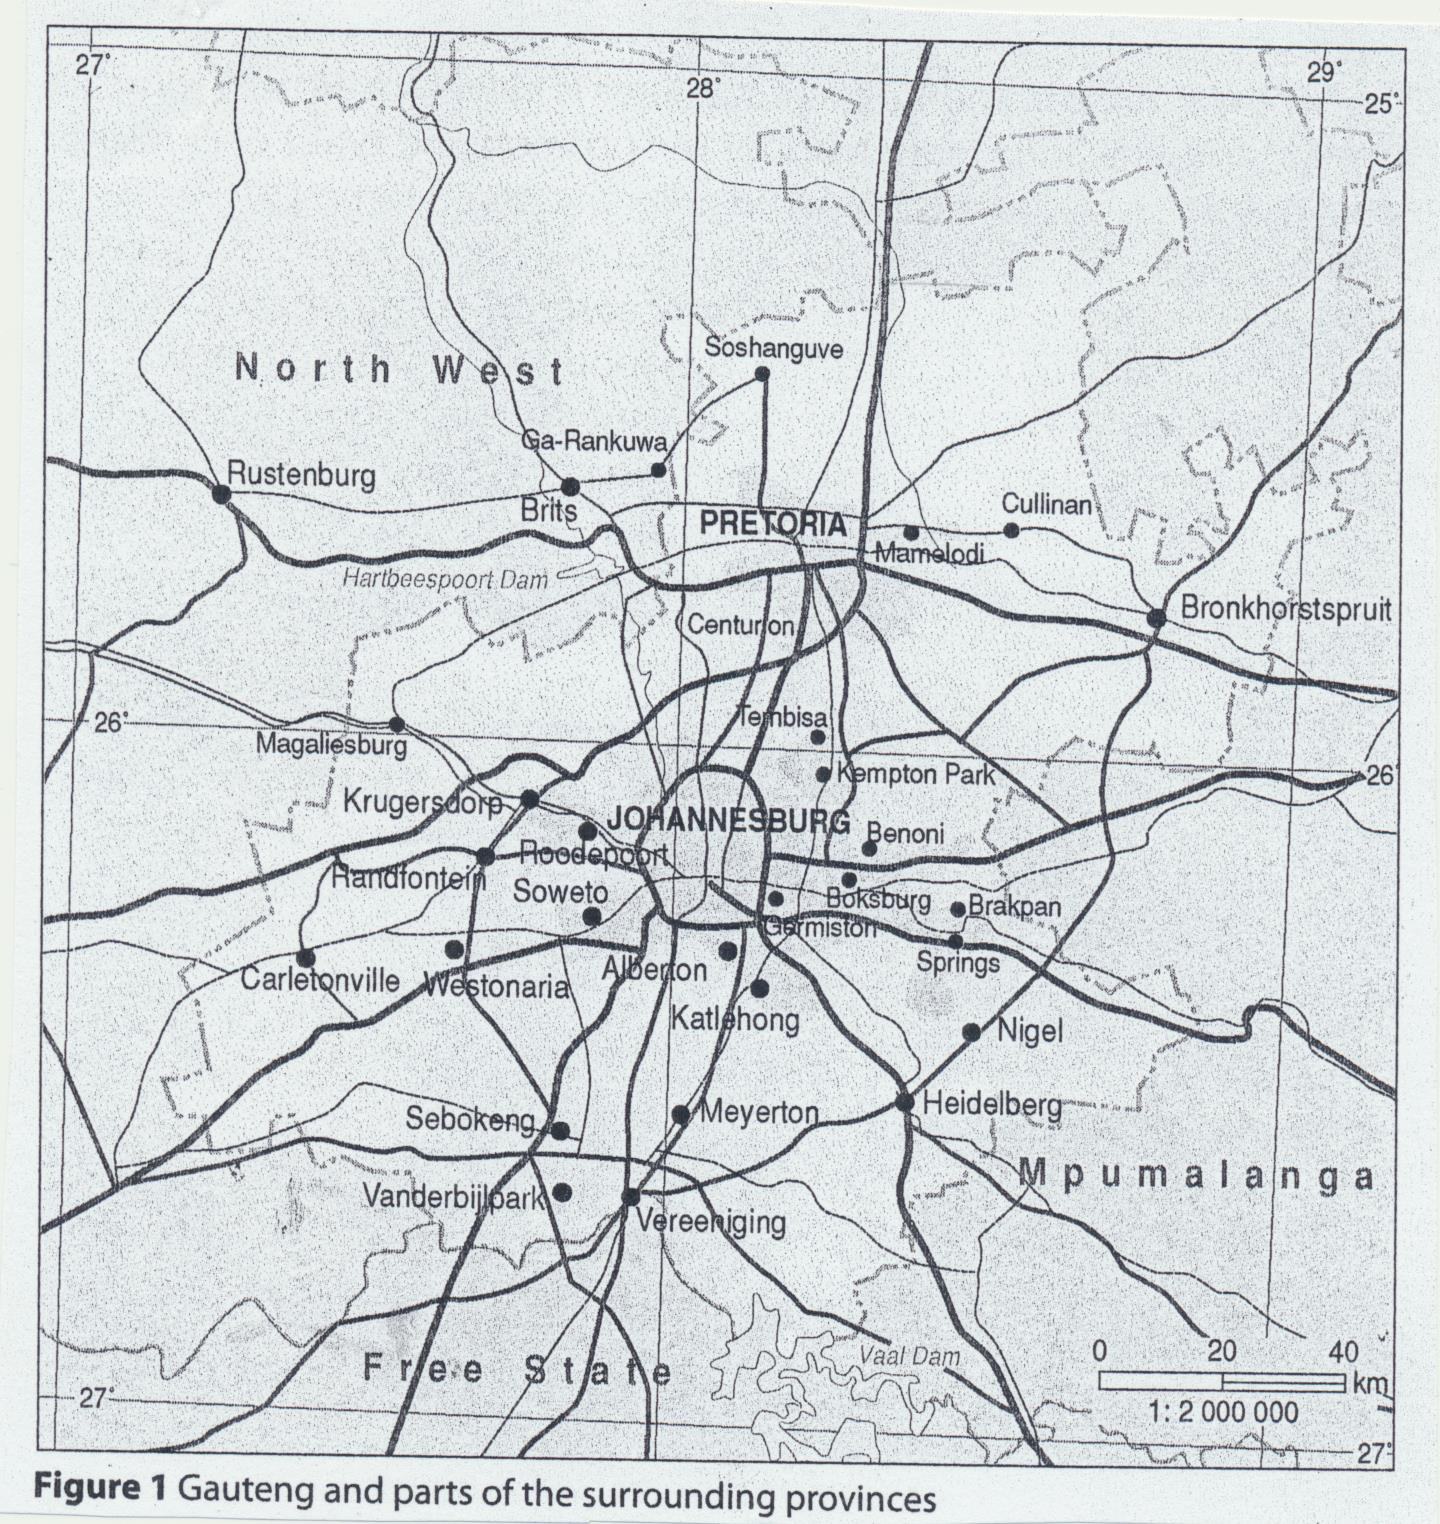 27°
28°
29°
25°
Soshanguve
North West
Ga-Rankuwa
Rustenburg
Brits
PRETORIA
Cullinan
Mamelodi
Hartbeespoort Dam
Bronkhorstspruit
Centurion
26°
Tembisa
Magaliesburg
Kempton Park
26°
Krugersdorp
JOHANNESBURG
Benoni
Roodepoort
Randfontein
Soweto
Boksburg
Brakpan
Germiston
Springs
Carletonville
Westonaria
Alberton
Katlehong
Nigel
Sebokeng
Meyerton
Heidelberg
Mpumalanga
Vanderbijlpark
Vereeniging
Free State
Vaal Dam
0 20 40
km
1: 2 000 000
27°
27°
Figure 1 Gauteng and parts of the surrounding provinces